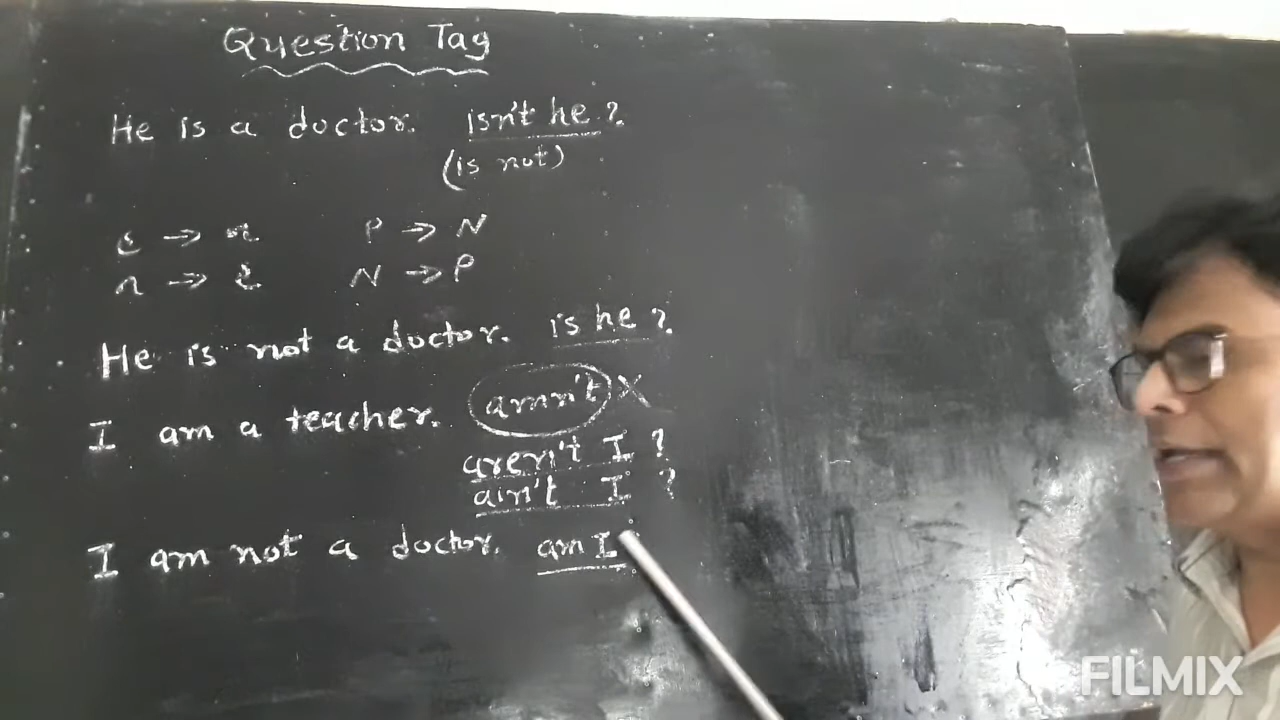 Question Tag
He is a doctor. isn't he?
(is not)
P → N
N → P
He is not a doctor. is he?
I am a teacher. amn't X
aren't I ?
ain't I ?
I am not a doctor. am I
FILMIX